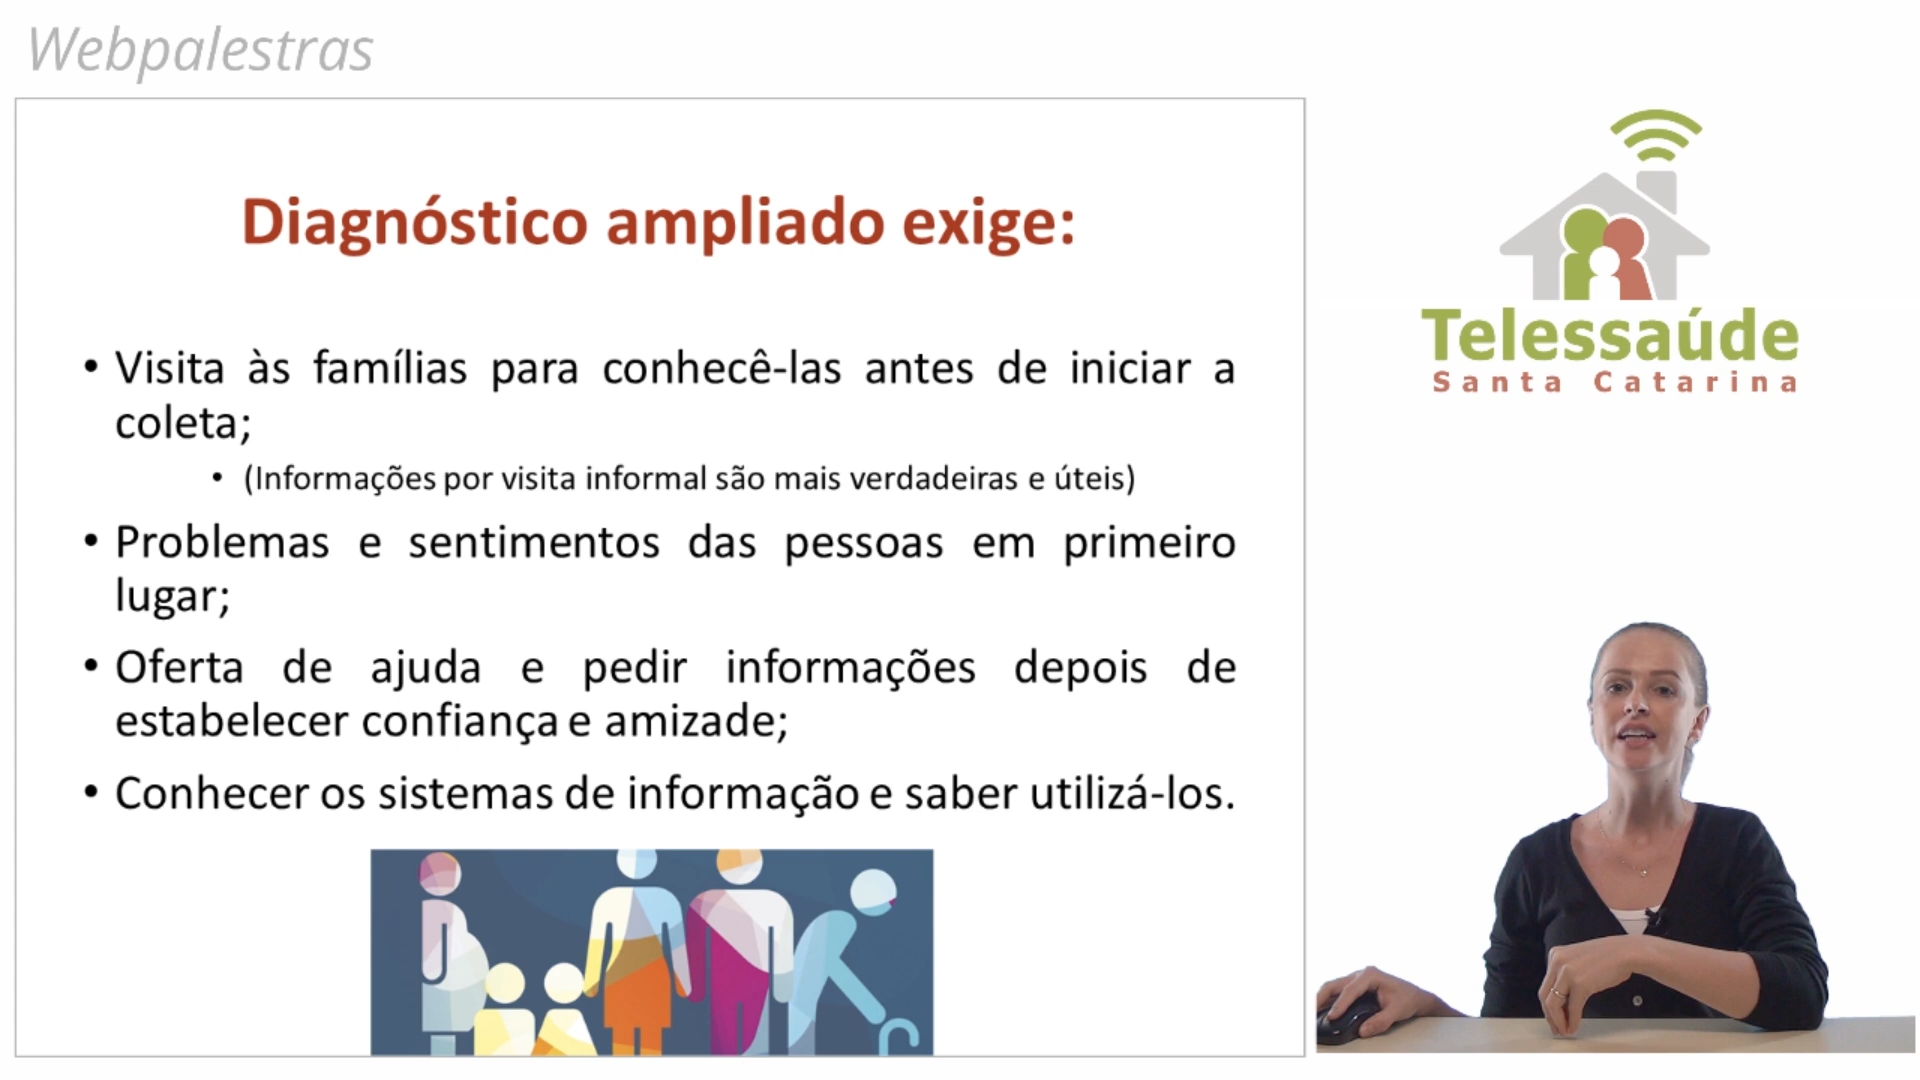 Webpalestras
Diagnóstico ampliado exige:
• Visita às famílias para conhecê-las antes de iniciar a
coleta;
• (Informações por visita informal são mais verdadeiras e úteis)
• Problemas e sentimentos das pessoas em primeiro
lugar;
• Oferta de ajuda e pedir informações depois de
estabelecer confiança e amizade;
• Conhecer os sistemas de informação e saber utilizá-los.
Telessaúde
Santa Catarina